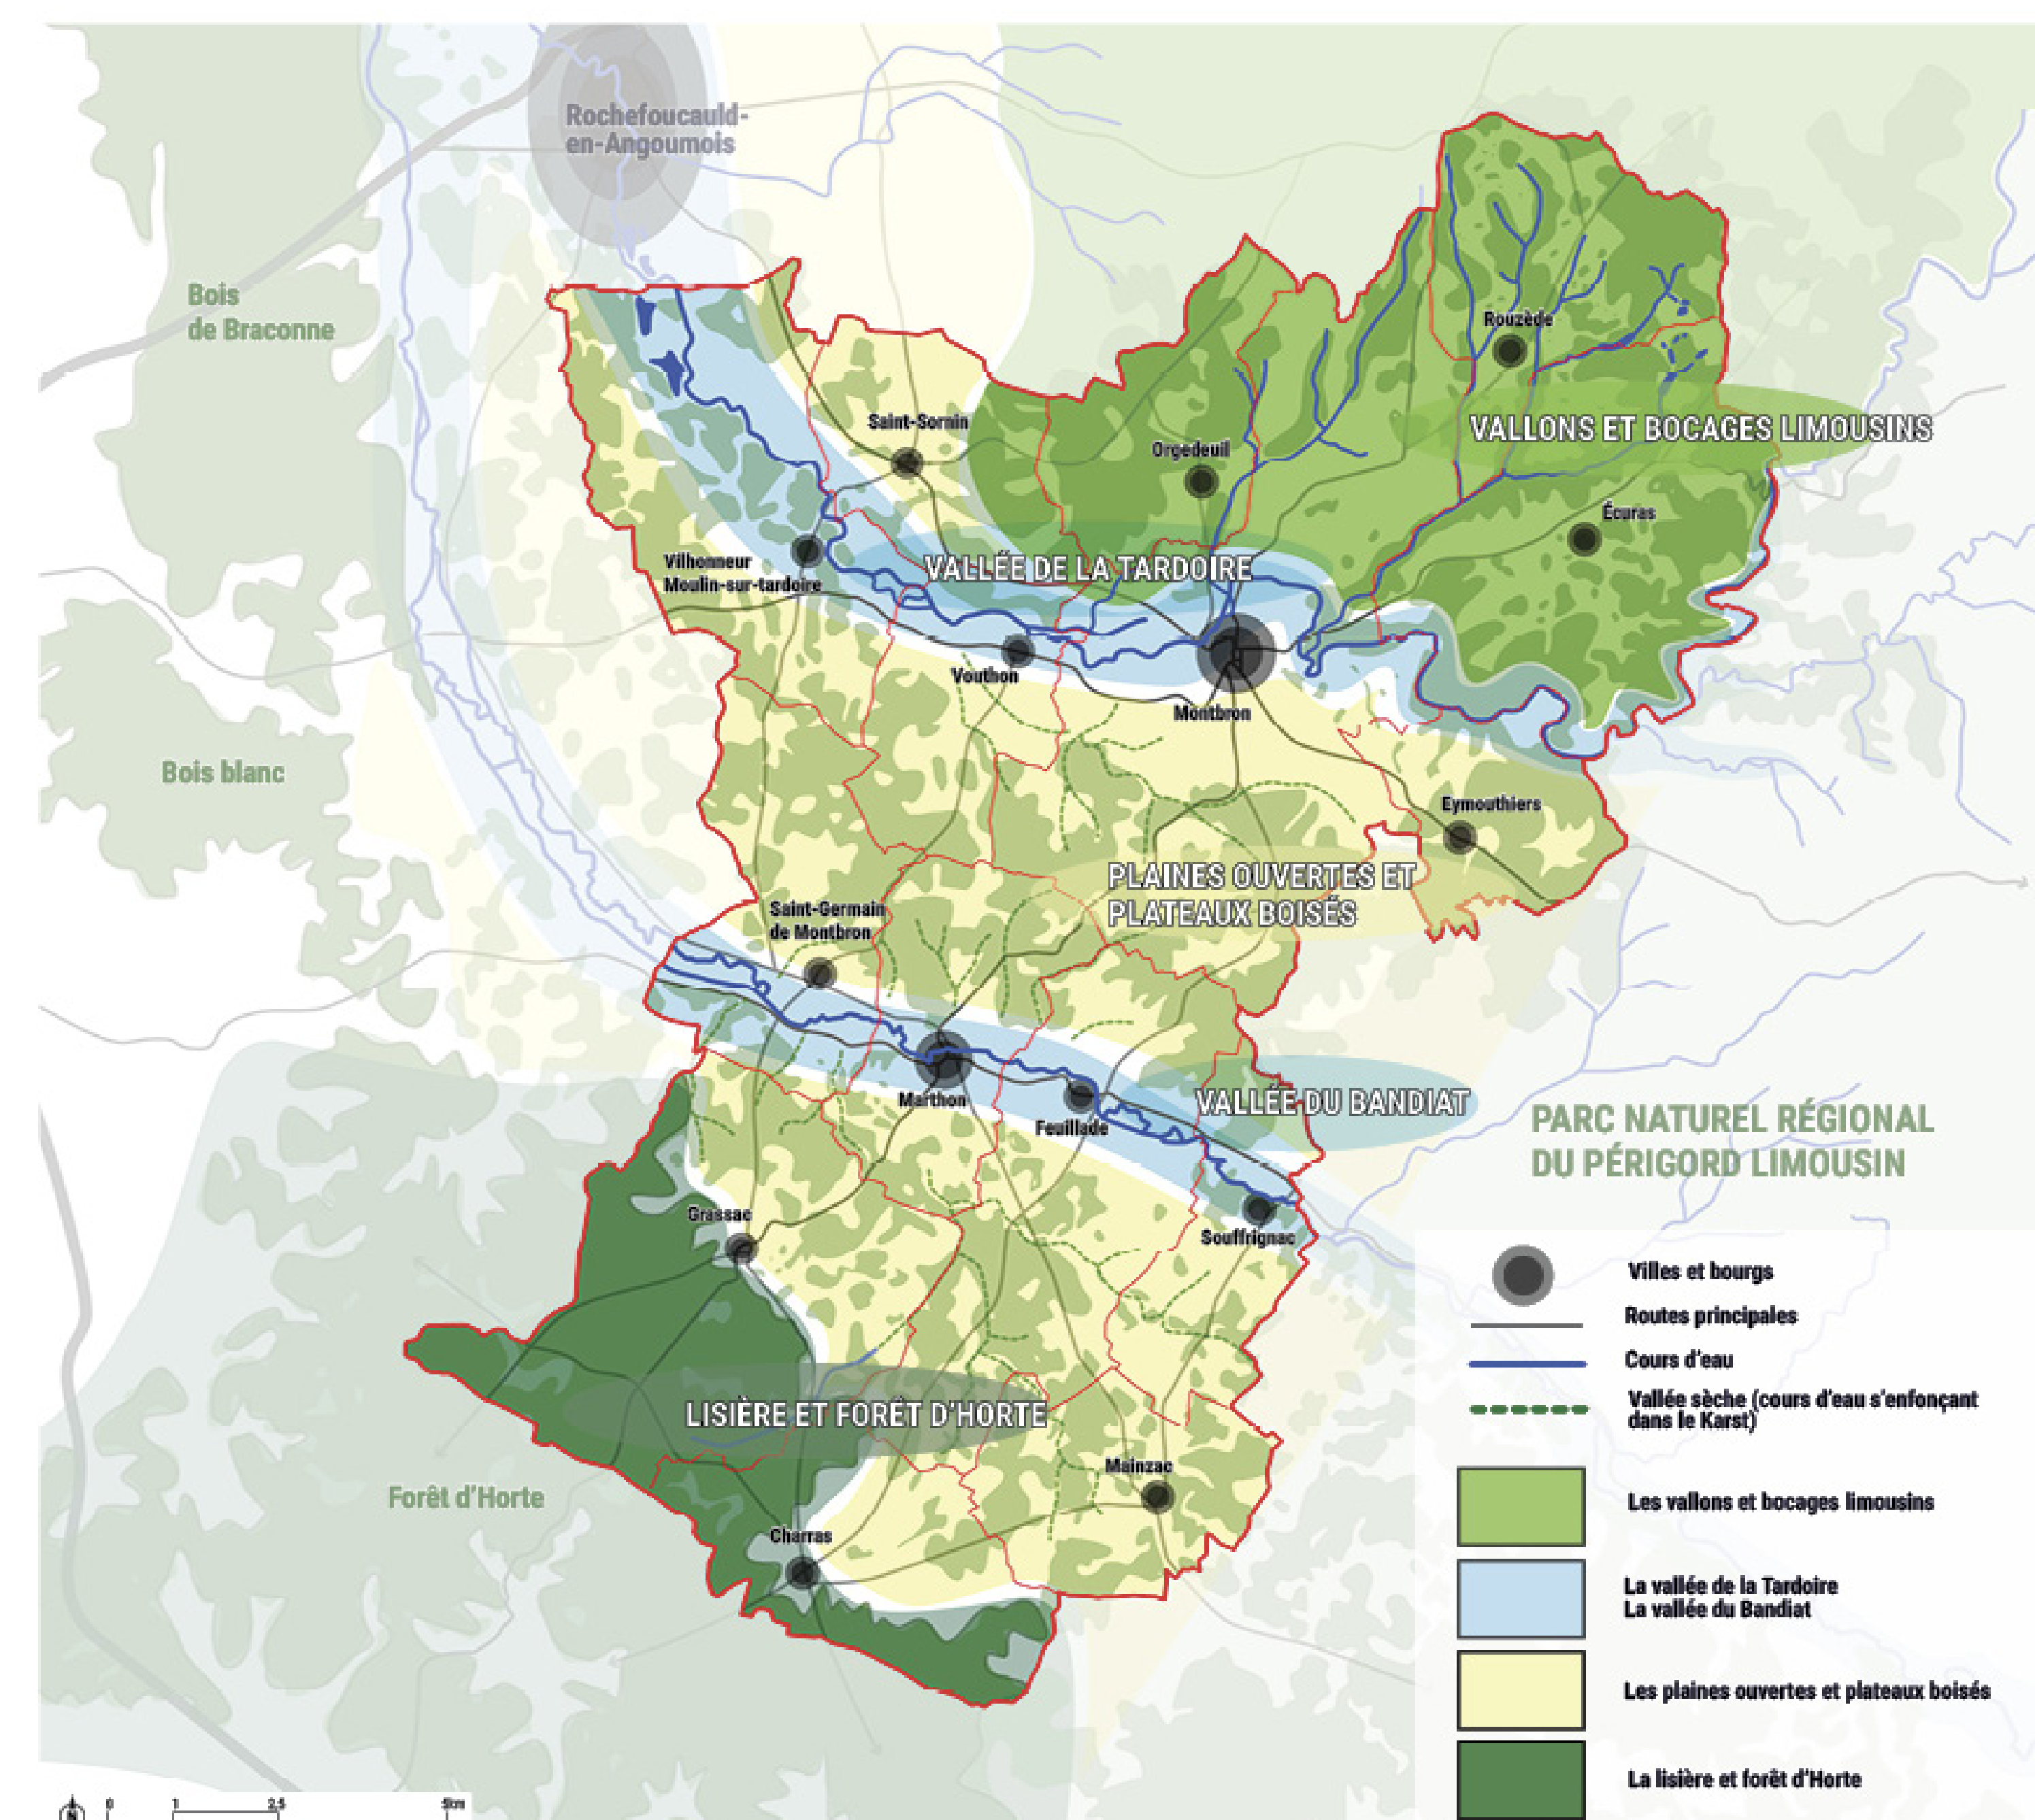 Rochefoucauld-
en-Angoumois
Bois
de Braconne
Rouzède
Saint-Sornin
VALLONS ET BOCAGES LIMOUSINS
Orgedeuil
Écuras
Vilhonneur
Moulin-sur-tardoire
VALLÉE DE LA TARDOIRE
Vouthon
Montbron
Bois blanc
Eymouthiers
PLAINES OUVERTES ET
PLATEAUX BOISÉS
Saint-Germain
de Montbron
Marthon
VALLÉE DU BANDIAT
Feuillade
PARC NATUREL RÉGIONAL
DU PÉRIGORD LIMOUSIN
Grassac
Souffrignac
LISIÈRE ET FORÊT D'HORTE
Forêt d'Horte
Mainzac
Charras
Villes et bourgs
Routes principales
Cours d'eau
Vallée sèche (cours d'eau s'enfonçant
dans le Karst)
Les vallons et bocages limousins
La vallée de la Tardoire
La vallée du Bandiat
Les plaines ouvertes et plateaux boisés
La lisière et forêt d'Horte
N 0 1 2,5 5km